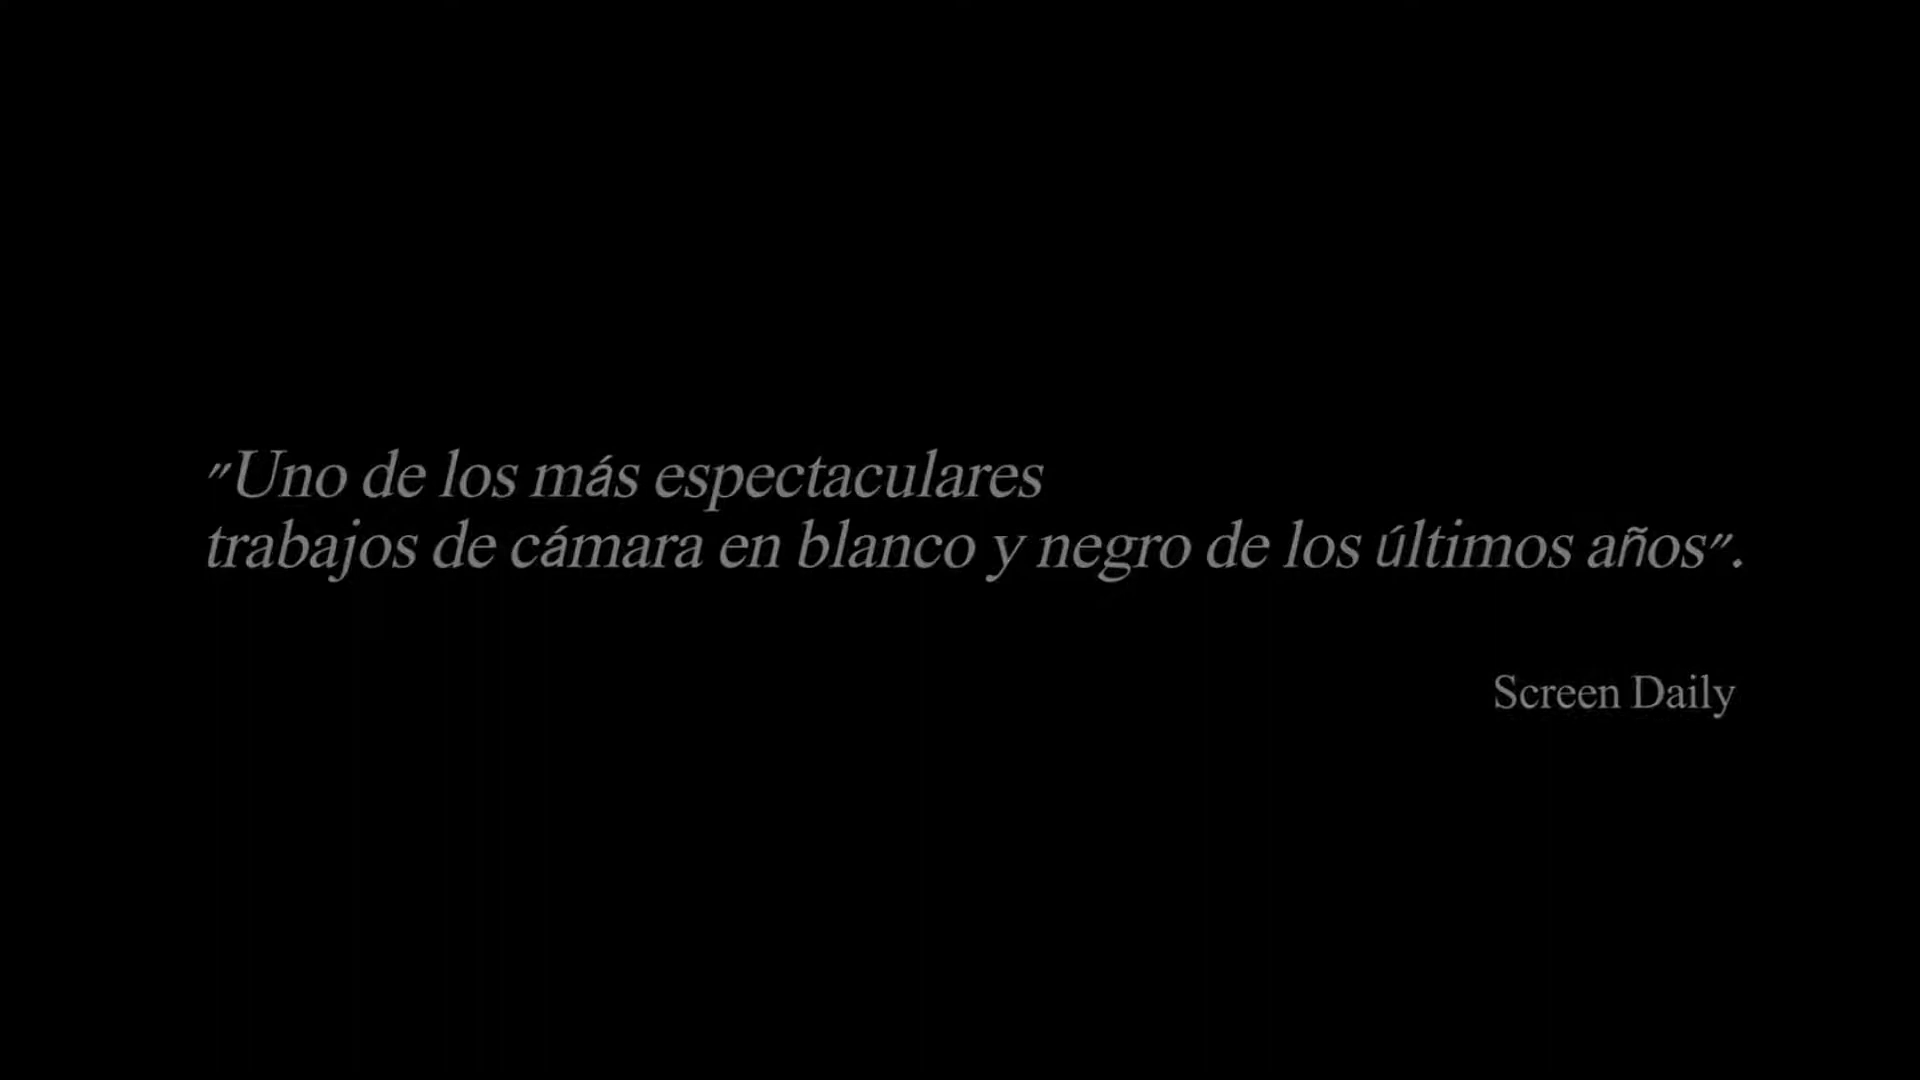 "Uno de los más espectaculares
trabajos de cámara en blanco y negro de los últimos años".
Screen Daily